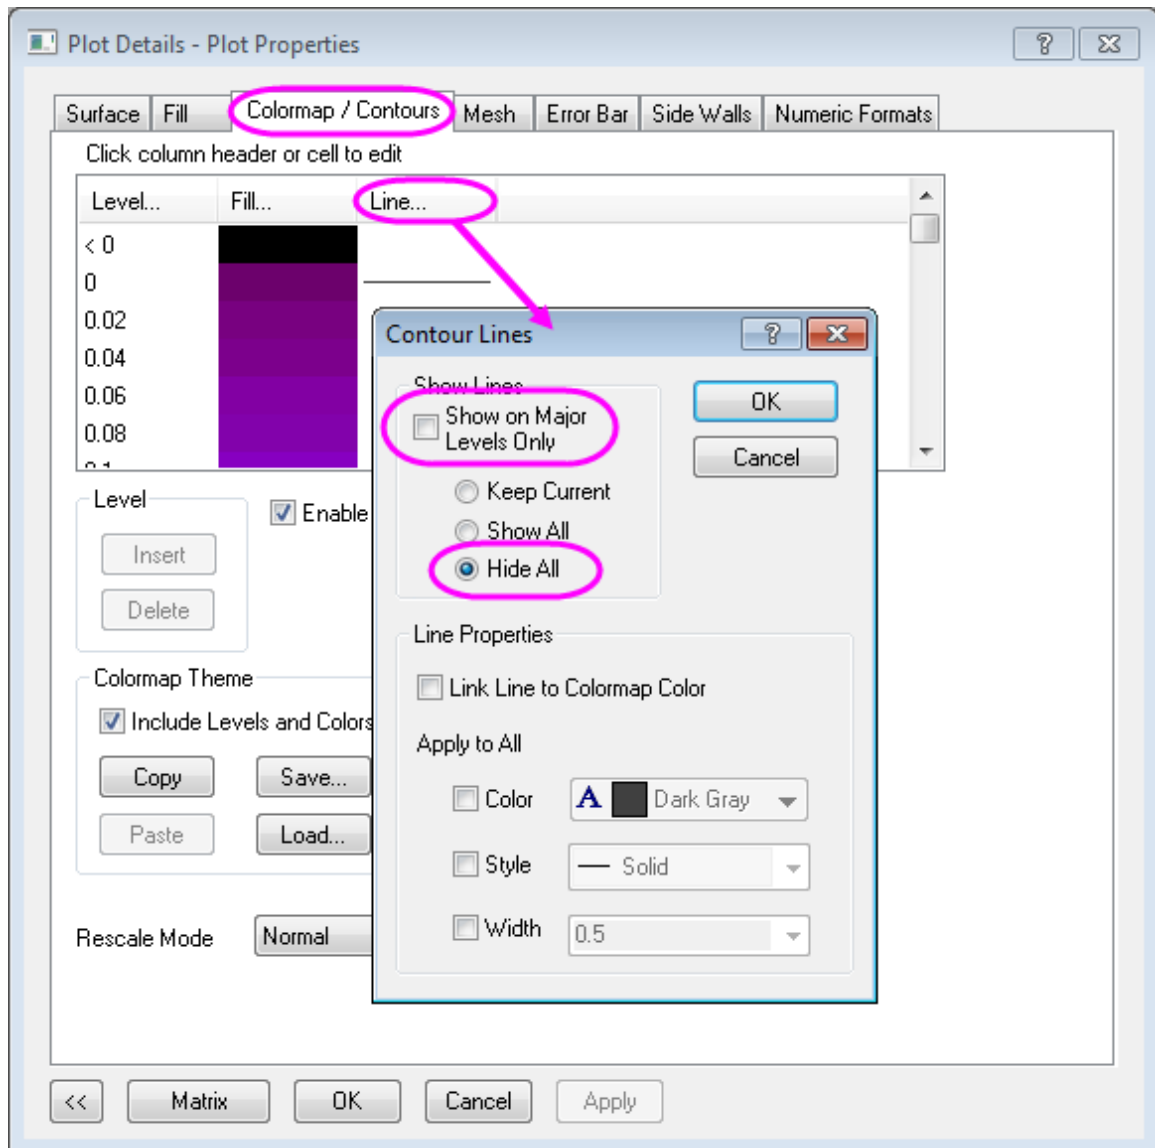 Plot Details - Plot Properties
Surface Fill Colormap / Contours Mesh Error Bar Side Walls Numeric Formats
Click column header or cell to edit
Level... Fill... Line...
< 0
0
0.02
0.04
0.06
0.08
Level
Insert
Delete
Enable
Colormap Theme
Include Levels and Colors
Copy Save...
Paste Load...
Rescale Mode Normal
Contour Lines
Show Lines
Show on Major
Levels Only
Keep Current
Show All
Hide All
OK
Cancel
Line Properties
Link Line to Colormap Color
Apply to All
Color A Dark Gray
Style Solid
Width 0.5
<< Matrix OK Cancel Apply